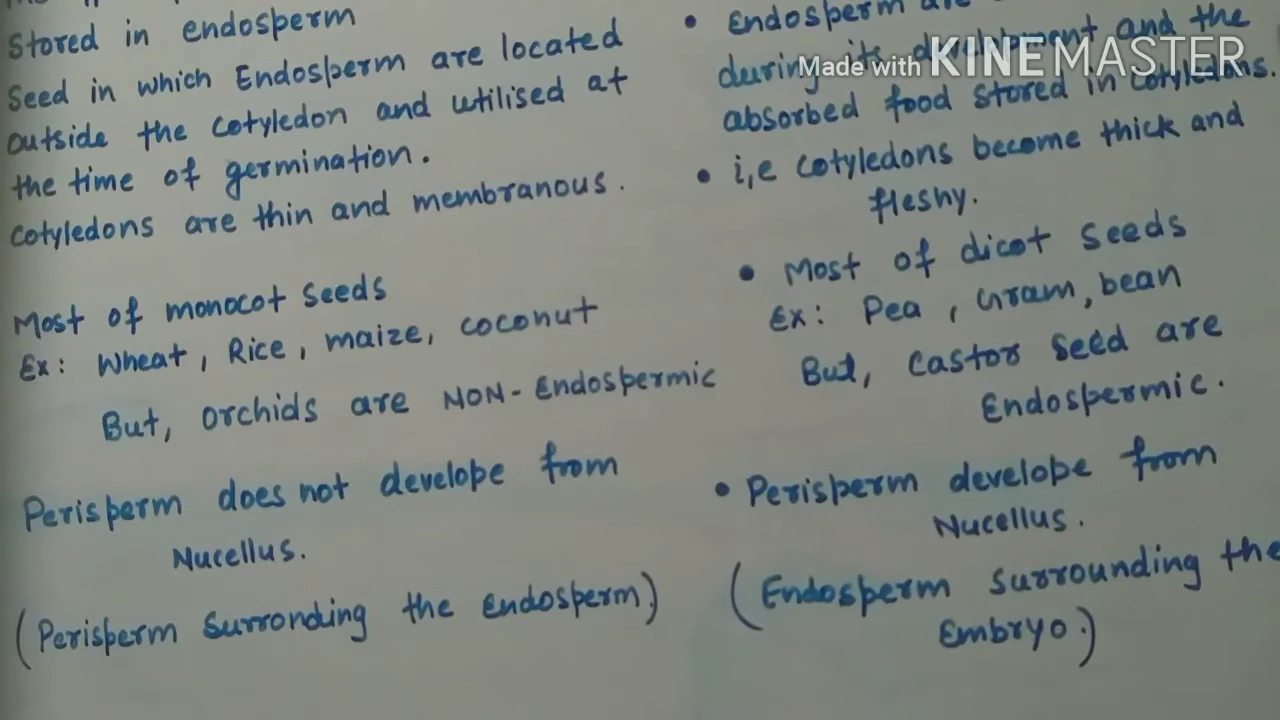 stored in endosperm
Seed in which Endosperm are located
outside the cotyledon and utilised at
the time of germination.
cotyledons are thin and membranous.
Most of monocot seeds
Ex: Wheat, Rice, maize, coconut
But, orchids are NON-Endospermic
Perisperm does not develope from
Nucellus.
(Perisperm surronding the endosperm.)
• Endosperm are
during its development and the
absorbed food stored in cotyledons.
• i,e cotyledons become thick and
fleshy.
• Most of dicot seeds
Ex: Pea, Gram, bean
But, castor seed are
Endospermic.
• Perisperm develope from
Nucellus.
(Endosperm surrounding the
Embryo.)
Made with KINEMASTER